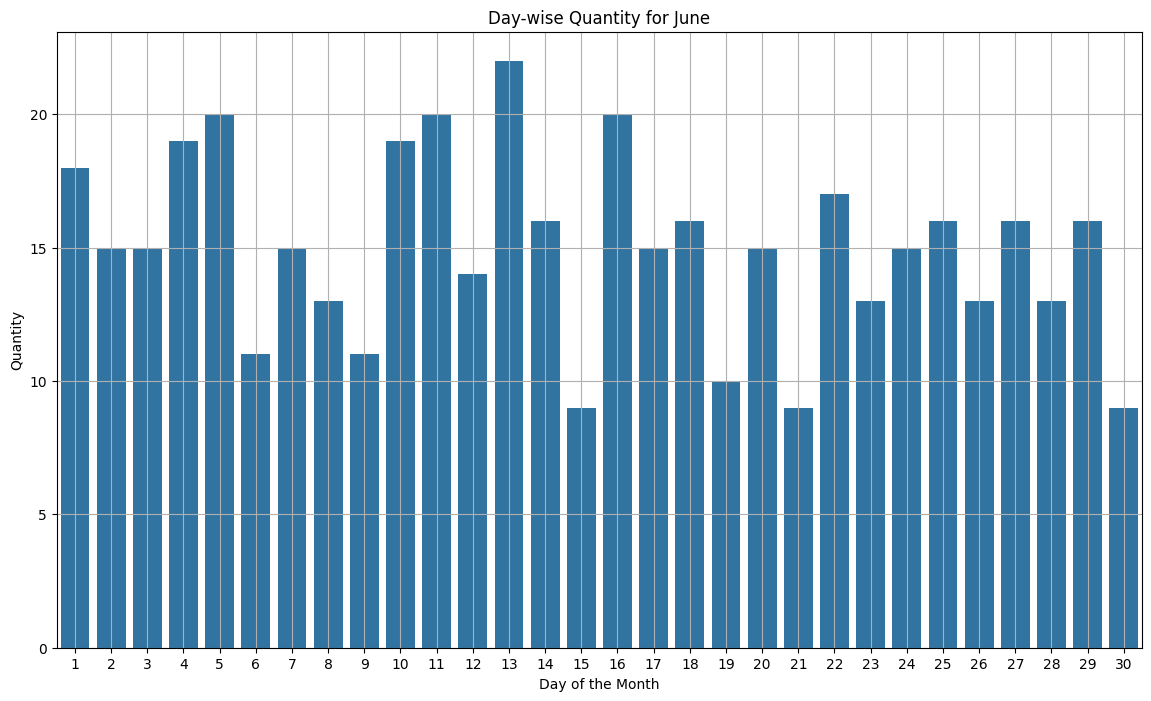 Day-wise Quantity for June
Quantity
20
15
10
5
0
1 2 3 4 5 6 7 8 9 10 11 12 13 14 15 16 17 18 19 20 21 22 23 24 25 26 27 28 29 30
Day of the Month